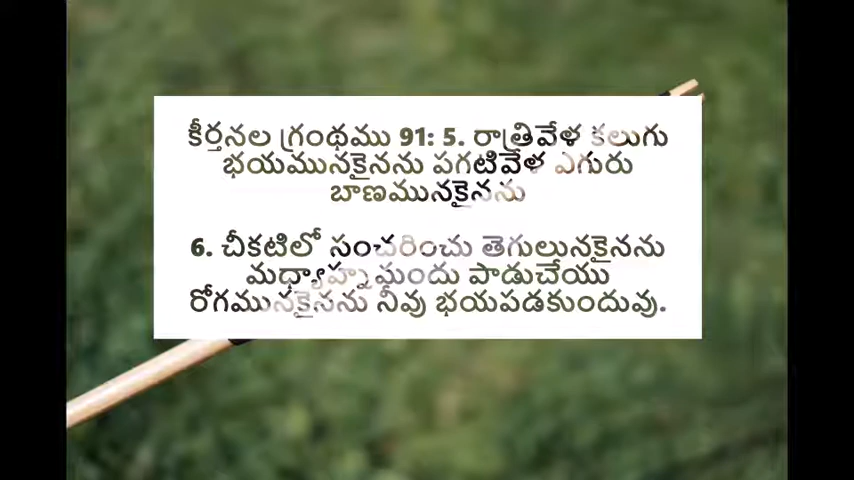 కీర్తనల గ్రంథము 91: 5. రాత్రివేళ కలుగు
భయమునకైనను పగటివేళ ఎగురు
బాణమునకైనను
6. చీకటిలో సంచరించు తెగులునకైనను
మధ్యాహ్నమందు పాడుచేయు
రోగమునకైనను నీవు భయపడకుందువు.